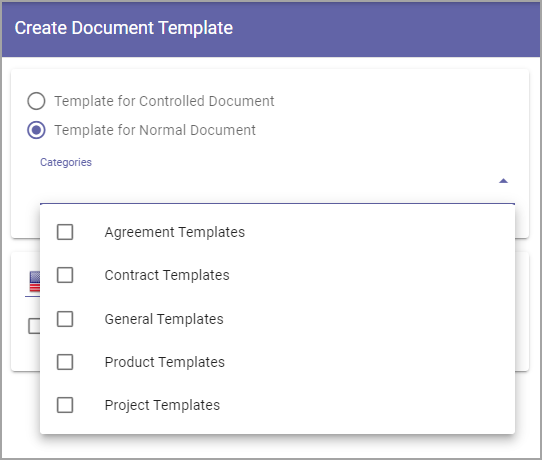 Create Document Template
Template for Controlled Document
Template for Normal Document
Categories
Agreement Templates
Contract Templates
General Templates
Product Templates
Project Templates